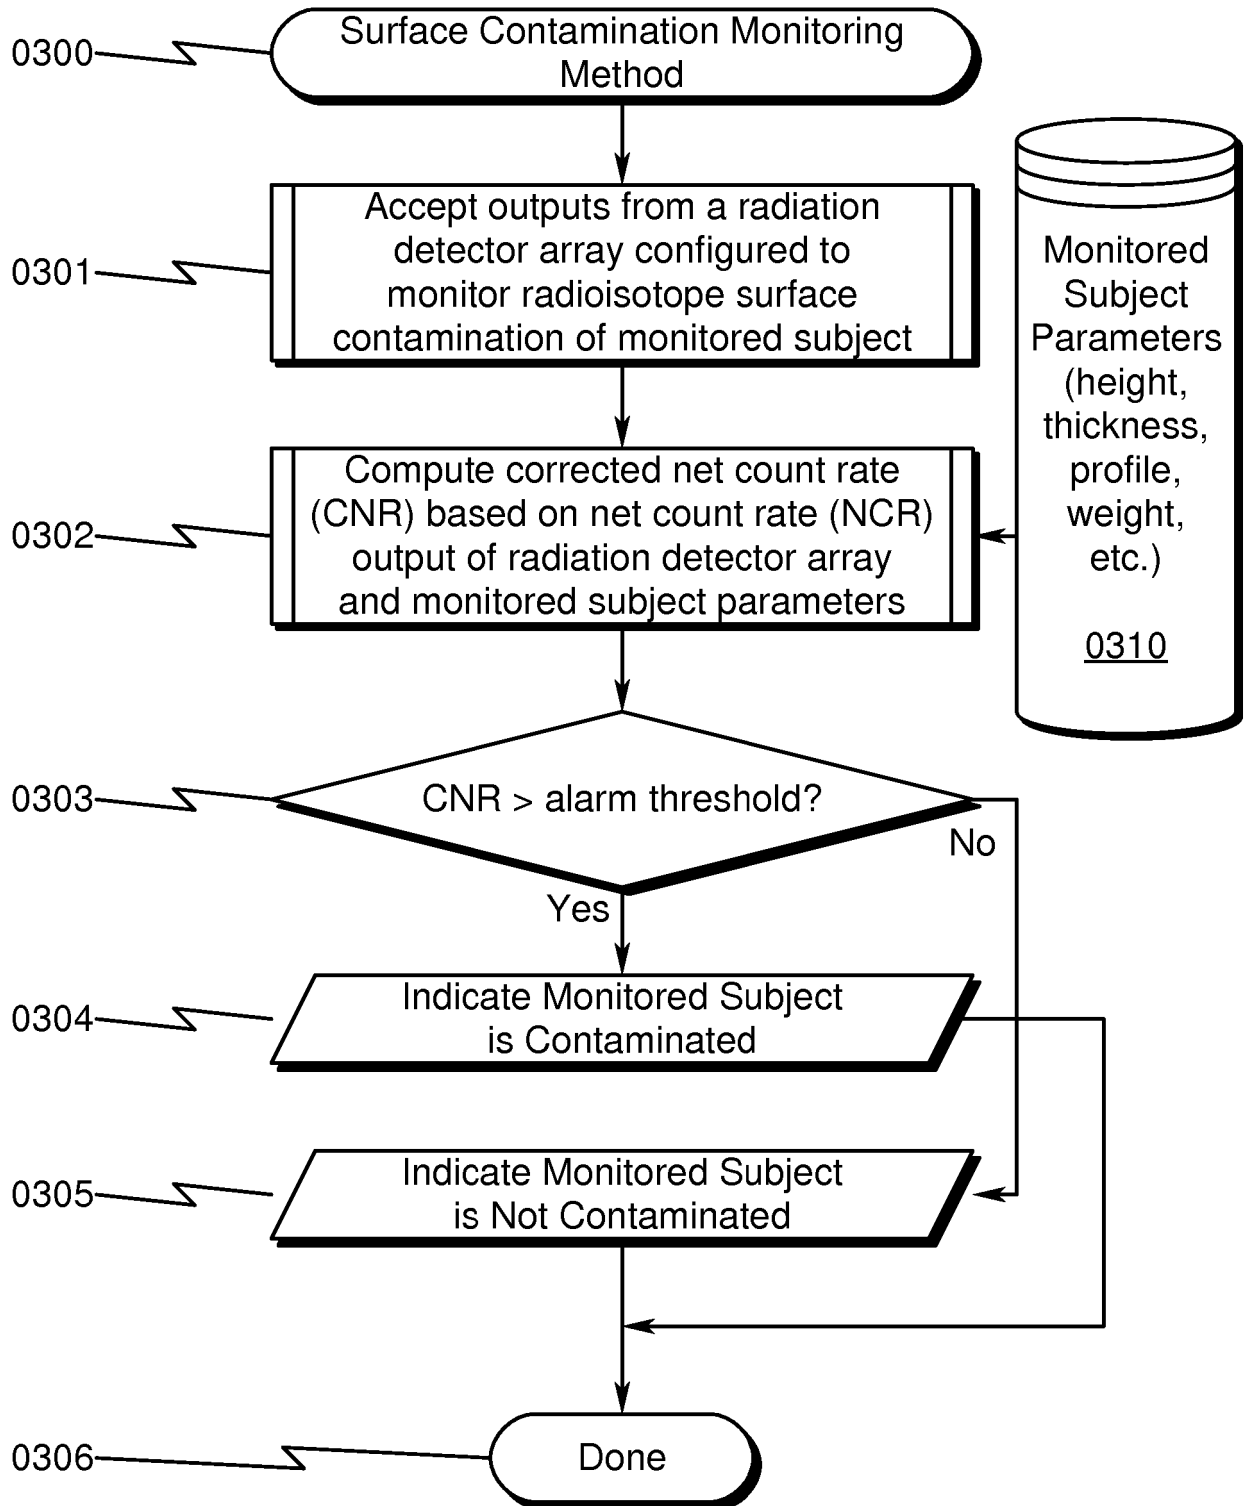 0300
Surface Contamination Monitoring
Method
0301
Accept outputs from a radiation
detector array configured to
monitor radioisotope surface
contamination of monitored subject
Monitored
Subject
Parameters
(height,
thickness,
profile,
weight,
etc.)
0310
0302
Compute corrected net count rate
(CNR) based on net count rate (NCR)
output of radiation detector array
and monitored subject parameters
0303
CNR > alarm threshold?
No
Yes
0304
Indicate Monitored Subject
is Contaminated
0305
Indicate Monitored Subject
is Not Contaminated
0306
Done